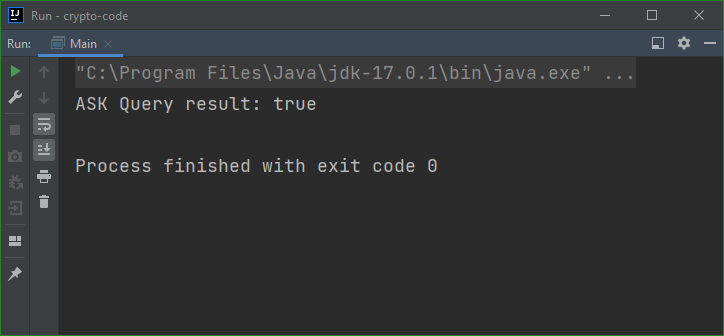 IJ Run - crypto-code
Run: Main
"C:\Program Files\Java\jdk-17.0.1\bin\java.exe" ...
ASK Query result: true
Process finished with exit code 0